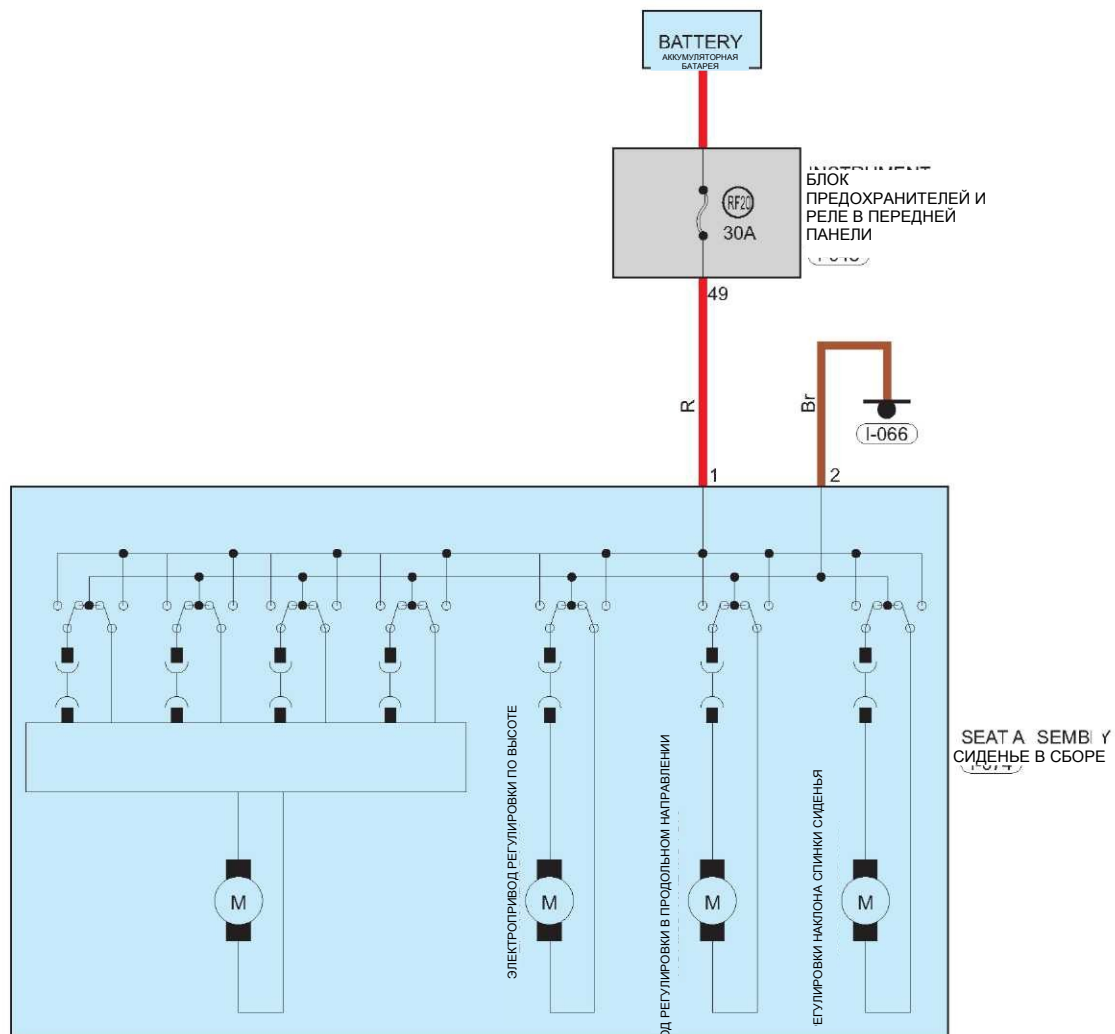 BATTERY
АККУМУЛЯТОРНАЯ
БАТАРЕЯ
RF20
30A
БЛОК
ПРЕДОХРАНИТЕЛЕЙ И
РЕЛЕ В ПЕРЕДНЕЙ
ПАНЕЛИ
49
R
Br
I-066
1
2
SEAT
СИДЕНЬЕ В СБОРЕ
ЭЛЕКТРОПРИВОД РЕГУЛИРОВКИ ПО ВЫСОТЕ
РЕГУЛИРОВКИ В ПРОДОЛЬНОМ НАПРАВЛЕНИИ
НАКЛОНА СПИНКИ СИДЕНЬЯ
M
M
M
M